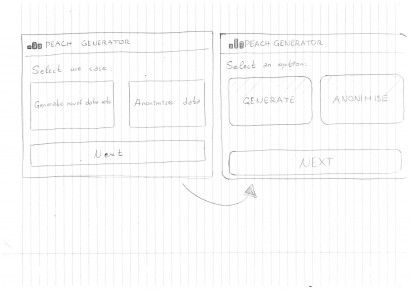 PEACH GENERATOR
Select use case:
Generate novel data sets
Anonimise data
Next
PEACH GENERATOR
Select an option:
GENERATE
ANONIMISE
NEXT